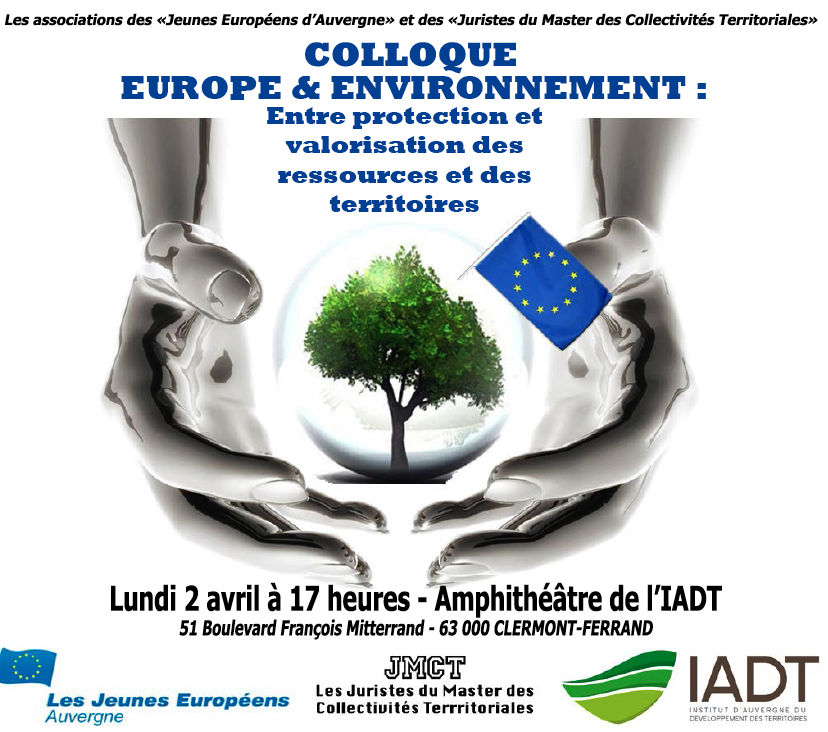 Les associations des «Jeunes Européens d’Auvergne» et des «Juristes du Master des Collectivités Territoriales»
COLLOQUE
EUROPE & ENVIRONNEMENT :
Entre protection et
valorisation des
ressources et des
territoires
Lundi 2 avril à 17 heures - Amphithéâtre de l’IADT
51 Boulevard François Mitterrand - 63 000 CLERMONT-FERRAND
Les Jeunes Européens
Auvergne
JMCT
Les Juristes du Master des
Collectivités Terrritoriales
IADT
INSTITUT D'AUVERGNE DU
DÉVELOPPEMENT DES TERRITOIRES